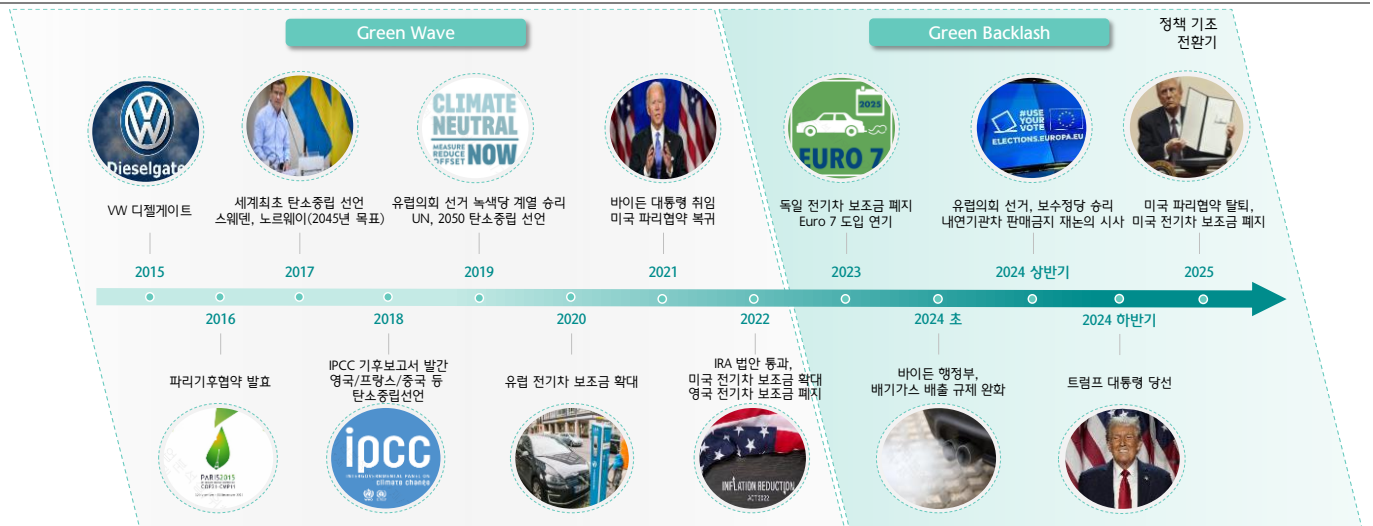 Green Wave
Green Backlash
정책 기조
전환기
Dieselgate
CLIMATE
NEUTRAL
MEASURE
REDUCE
OFFSET
NOW
2025
EURO 7
#USE
YOUR
VOTE
ELECTIONS.EUROPA.EU
VW 디젤게이트
세계최초 탄소중립 선언
스웨덴, 노르웨이(2045년 목표)
유럽의회 선거 녹색당 계열 승리
UN, 2050 탄소중립 선언
바이든 대통령 취임
미국 파리협약 복귀
독일 전기차 보조금 폐지
Euro 7 도입 연기
유럽의회 선거, 보수정당 승리
내연기관차 판매금지 재논의 시사
미국 파리협약 탈퇴,
미국 전기차 보조금 폐지
2015
2017
2019
2021
2023
2024 상반기
2025
2016
2018
2020
2022
2024 초
2024 하반기
파리기후협약 발효
IPCC 기후보고서 발간
영국/프랑스/중국 등
탄소중립선언
유럽 전기차 보조금 확대
IRA 법안 통과,
미국 전기차 보조금 확대
영국 전기차 보조금 폐지
바이든 행정부,
배기가스 배출 규제 완화
트럼프 대통령 당선
PARIS2015
COP21·CMP11
ipcc
INTERGOVERNMENTAL PANEL ON
climate change
INFLATION REDUCTION
ACT 2022